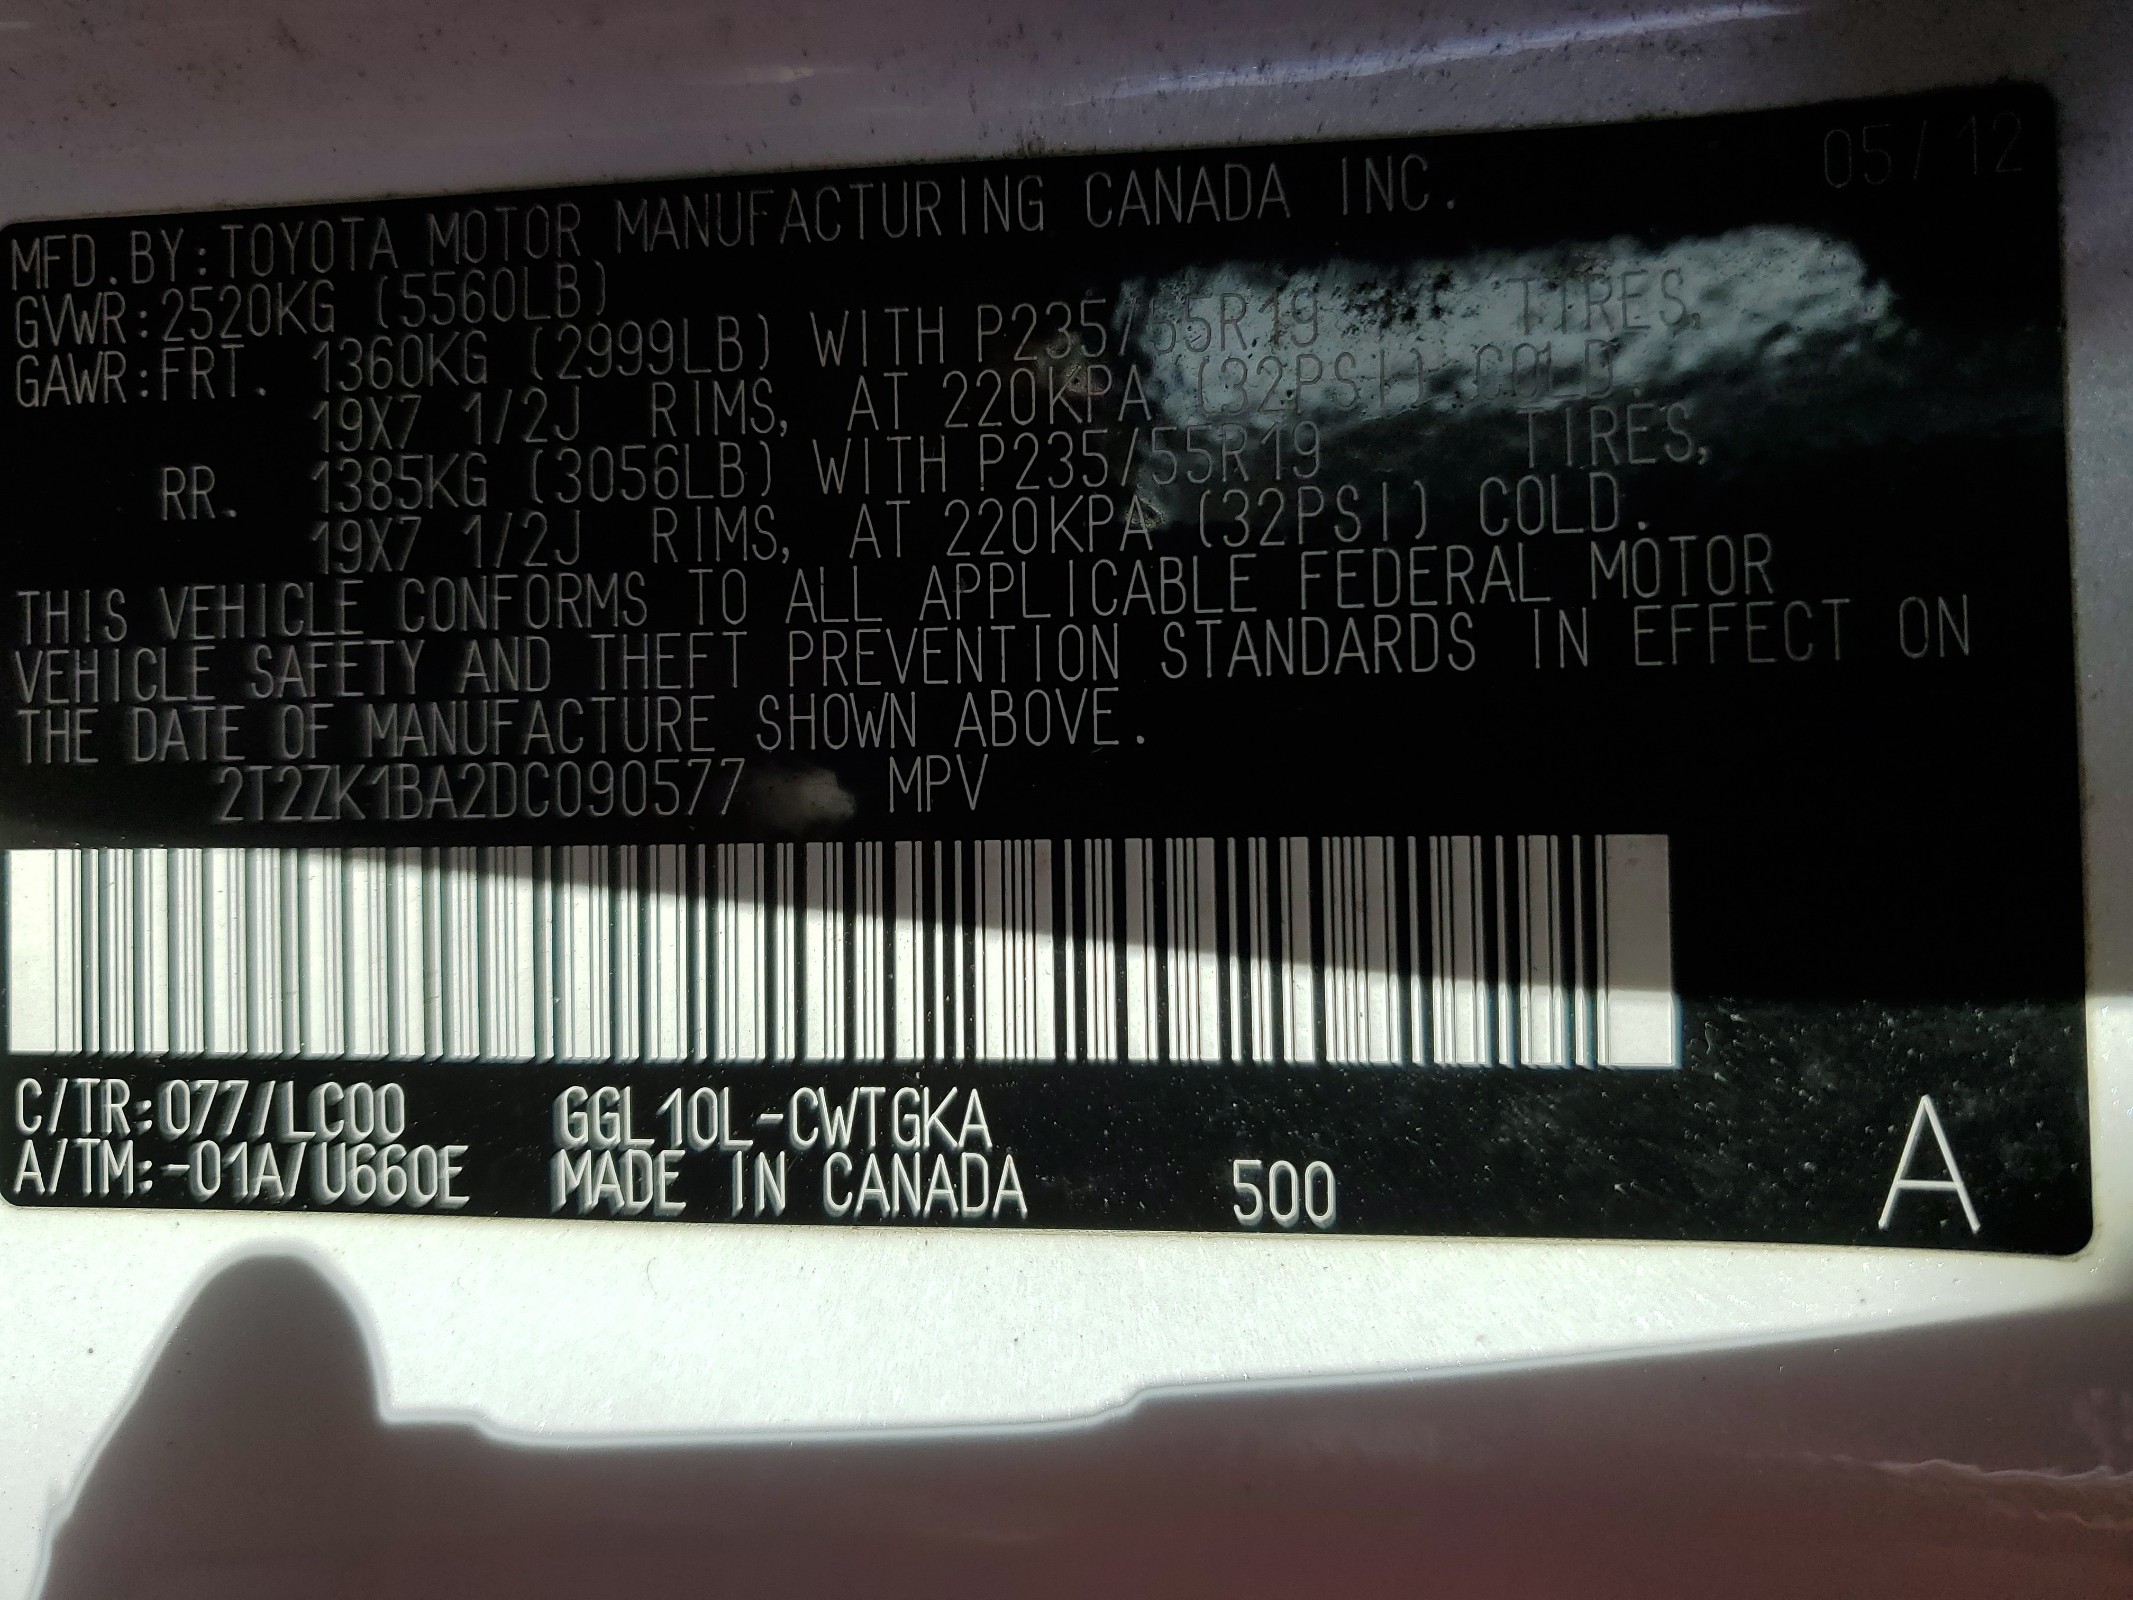 05/12
MFD.BY:TOYOTA MOTOR MANUFACTURING CANADA INC.
GVWR:2520KG (5560LB)
GAWR:FRT. 1360KG (2999LB) WITH P235/55R19 TIRES,
19X7 1/2J RIMS, AT 220KPA (32PSI) COLD.
RR. 1385KG (3056LB) WITH P235/55R19 TIRES,
19X7 1/2J RIMS, AT 220KPA (32PSI) COLD.
THIS VEHICLE CONFORMS TO ALL APPLICABLE FEDERAL MOTOR
VEHICLE SAFETY AND THEFT PREVENTION STANDARDS IN EFFECT ON
THE DATE OF MANUFACTURE SHOWN ABOVE.
2T2ZK1BA2DC090577 MPV
C/TR:077/LC00 GGL10L-CWTGKA
A/TM:-01A/U660E MADE IN CANADA 500 A